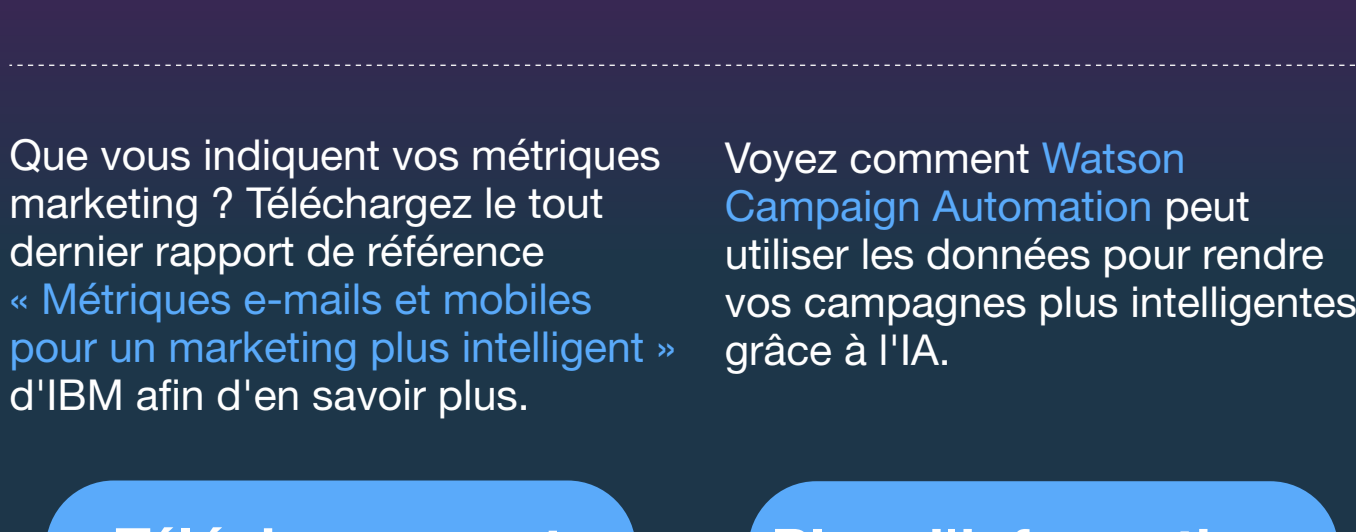 Que vous indiquent vos métriques
marketing ? Téléchargez le tout
dernier rapport de référence
« Métriques e-mails et mobiles
pour un marketing plus intelligent »
d'IBM afin d'en savoir plus.
Voyez comment Watson
Campaign Automation peut
utiliser les données pour rendre
vos campagnes plus intelligentes
grâce à l'IA.